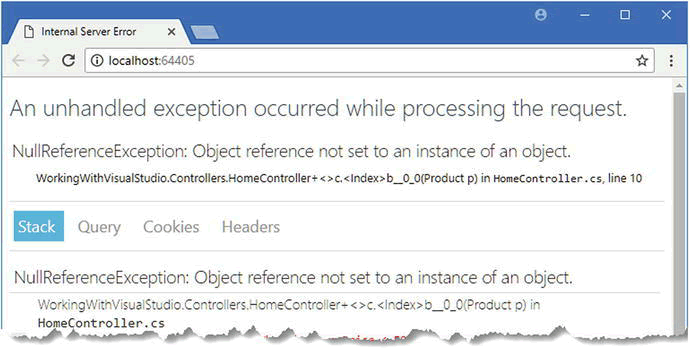 Internal Server Error
localhost:64405
An unhandled exception occurred while processing the request.
NullReferenceException: Object reference not set to an instance of an object.
WorkingWithVisualStudio.Controllers.HomeController+<>c.<Index>b__0_0(Product p) in HomeController.cs, line 10
Stack Query Cookies Headers
NullReferenceException: Object reference not set to an instance of an object.
WorkingWithVisualStudio.Controllers.HomeController+<>c.<Index>b__0_0(Product p) in
HomeController.cs